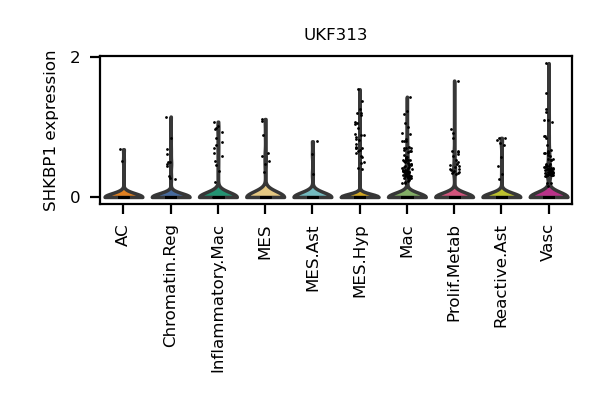 UKF313
SHKBP1 expression
2
0
AC
Chromatin.Reg
Inflammatory.Mac
MES
MES.Ast
MES.Hyp
Mac
Prolif.Metab
Reactive.Ast
Vasc